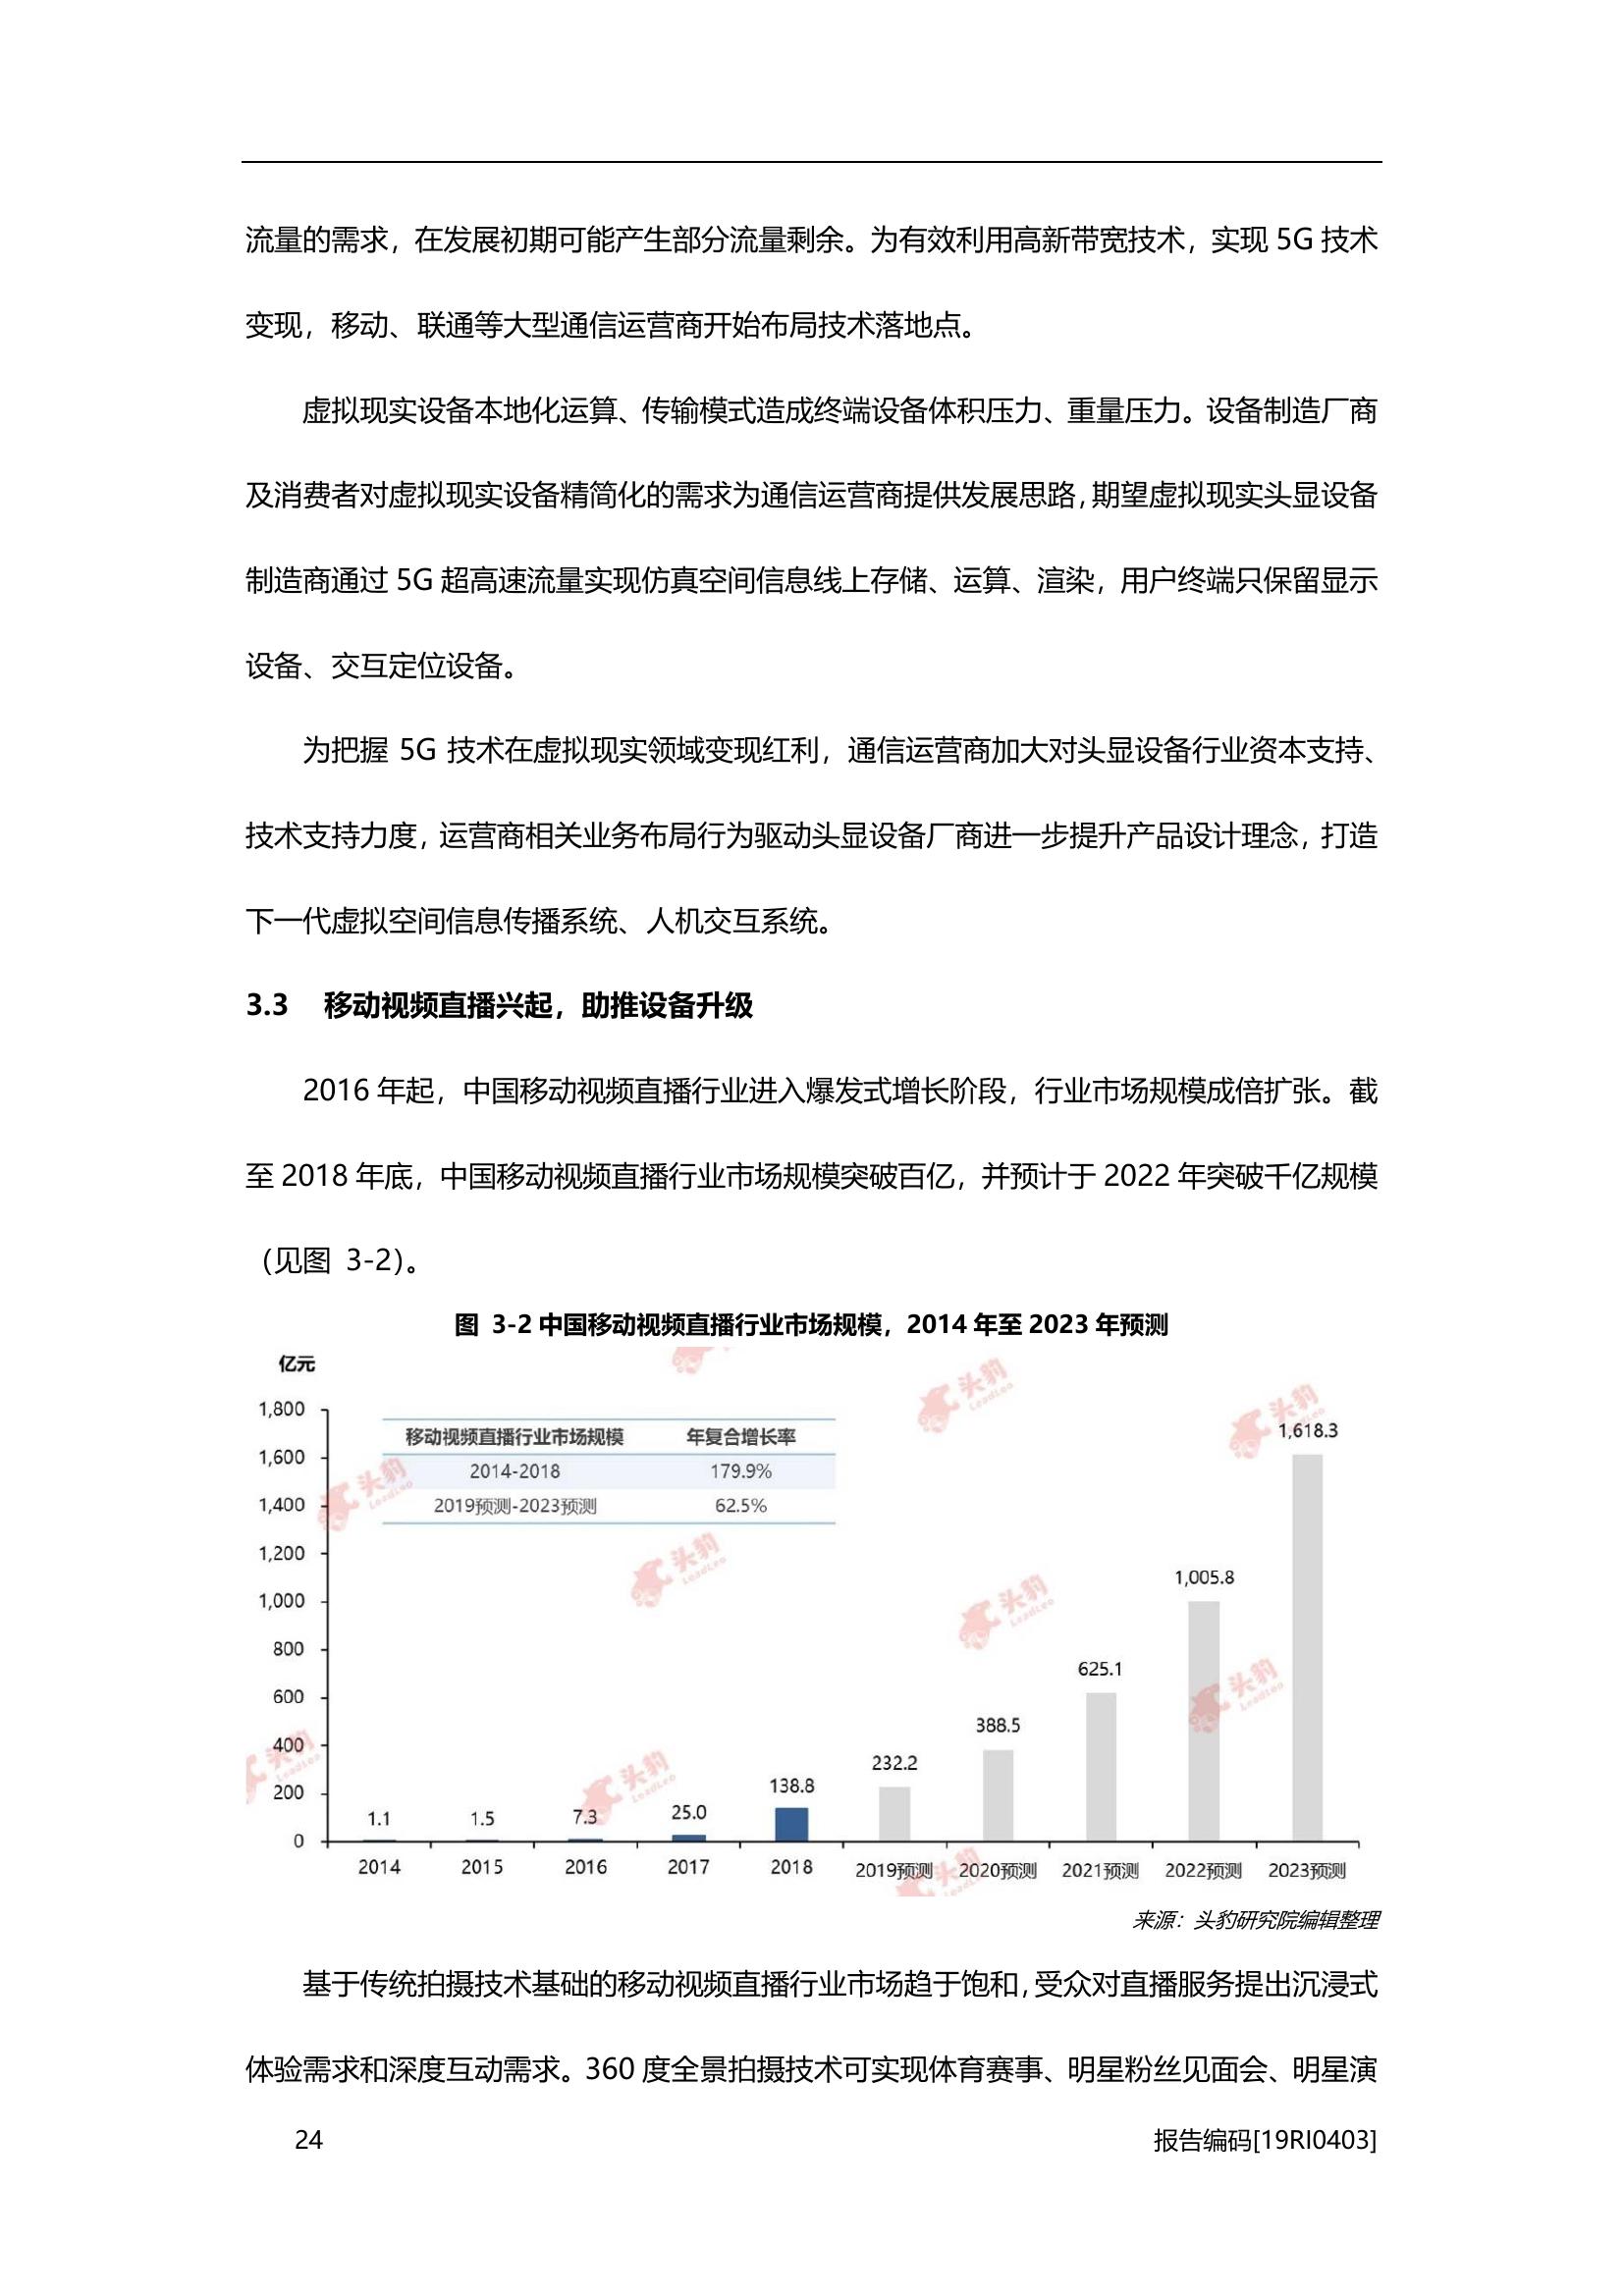 流量的需求，在发展初期可能产生部分流量剩余。为有效利用高新带宽技术，实现 5G 技术
变现，移动、联通等大型通信运营商开始布局技术落地点。
虚拟现实设备本地化运算、传输模式造成终端设备体积压力、重量压力。设备制造厂商
及消费者对虚拟现实设备精简化的需求为通信运营商提供发展思路，期望虚拟现实头显设备
制造商通过 5G 超高速流量实现仿真空间信息线上存储、运算、渲染，用户终端只保留显示
设备、交互定位设备。
为把握 5G 技术在虚拟现实领域变现红利，通信运营商加大对头显设备行业资本支持、
技术支持力度，运营商相关业务布局行为驱动头显设备厂商进一步提升产品设计理念，打造
下一代虚拟空间信息传播系统、人机交互系统。
3.3 移动视频直播兴起，助推设备升级
2016 年起，中国移动视频直播行业进入爆发式增长阶段，行业市场规模成倍扩张。截
至 2018 年底，中国移动视频直播行业市场规模突破百亿，并预计于 2022 年突破千亿规模
（见图 3-2）。
图 3-2 中国移动视频直播行业市场规模，2014 年至 2023 年预测
亿元
1,800
1,600
1,400
1,200
1,000
800
600
400
200
0
移动视频直播行业市场规模 年复合增长率
2014-2018 179.9%
2019预测-2023预测 62.5%
1.1 1.5 7.3 25.0 138.8 232.2 388.5 625.1 1,005.8 1,618.3
2014 2015 2016 2017 2018 2019预测 2020预测 2021预测 2022预测 2023预测
头豹 LeadLeo
来源：头豹研究院编辑整理
基于传统拍摄技术基础的移动视频直播行业市场趋于饱和，受众对直播服务提出沉浸式
体验需求和深度互动需求。360 度全景拍摄技术可实现体育赛事、明星粉丝见面会、明星演
24 报告编码[19RI0403]